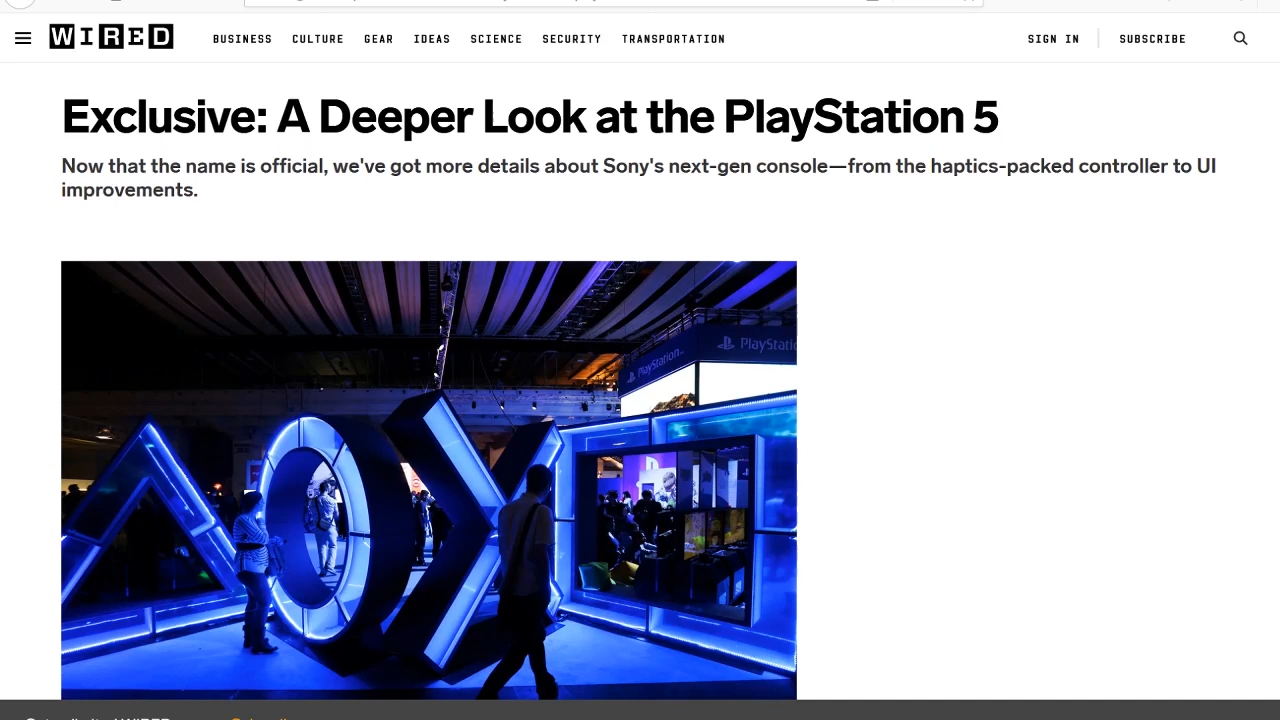 WIRED
BUSINESS CULTURE GEAR IDEAS SCIENCE SECURITY TRANSPORTATION
SIGN IN SUBSCRIBE
Exclusive: A Deeper Look at the PlayStation 5
Now that the name is official, we've got more details about Sony's next-gen console—from the haptics-packed controller to UI
improvements.
PlayStation